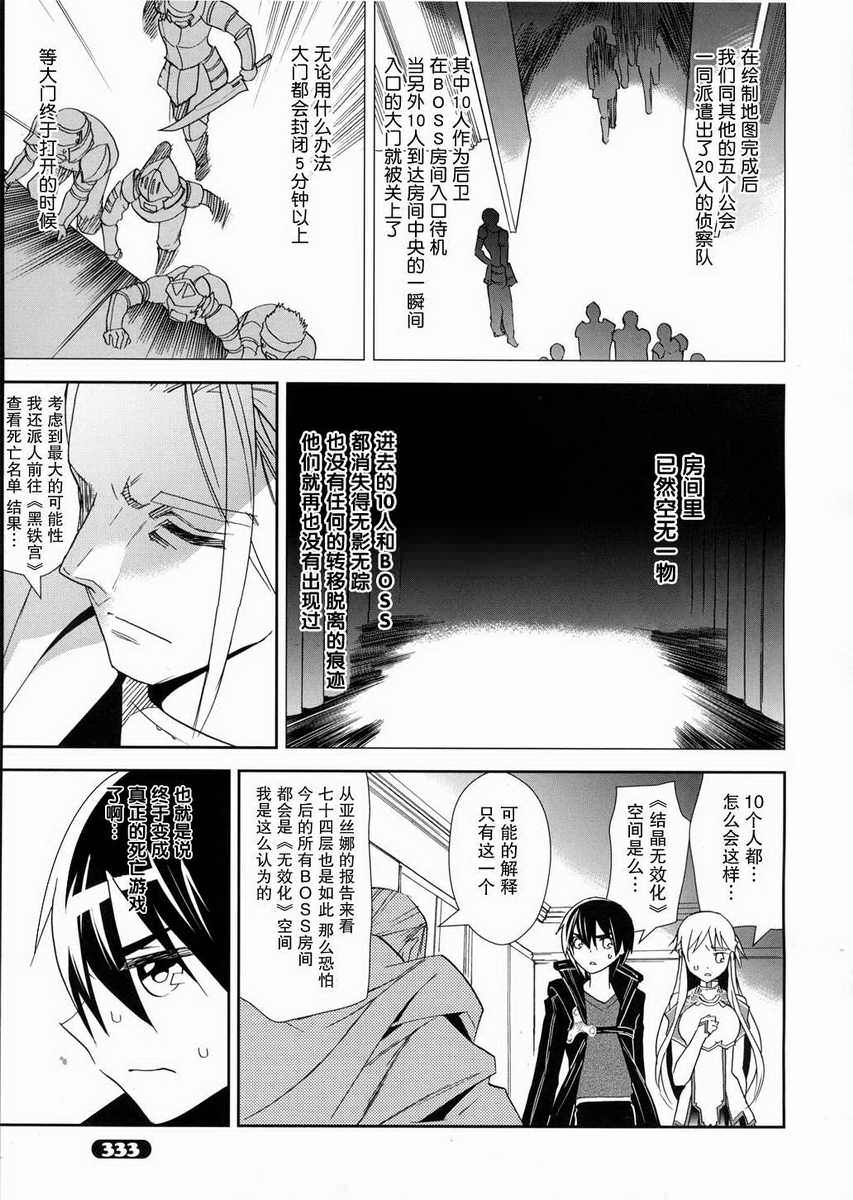 在绘制地图完成后
我们同其他的五个公会
一同派遣出了20人的侦察队
其中10人作为后卫
在BOSS房间入口待机
当另外10人到达房间中央的一瞬间
入口的大门就被关上了
无论用什么办法
大门都会封闭5分钟以上
等大门终于打开的时候
房间里
已然空无一物
进去的10人和BOSS
都消失得无影无踪
也没有任何的转移脱离的痕迹
他们就再也没有出现过
考虑到最大的可能性
我还派人前往《黑铁宫》
查看死亡名单 结果…
10个人都…
怎么会这样…
《结晶无效化》
空间是么…
可能的解释
只有这一个
从亚丝娜的报告来看
七十四层也是如此 那么恐怕
今后的所有BOSS房间
都会是《无效化》空间
我是这么认为的
也就是说
终于变成
真正的死亡游戏
了啊…
333